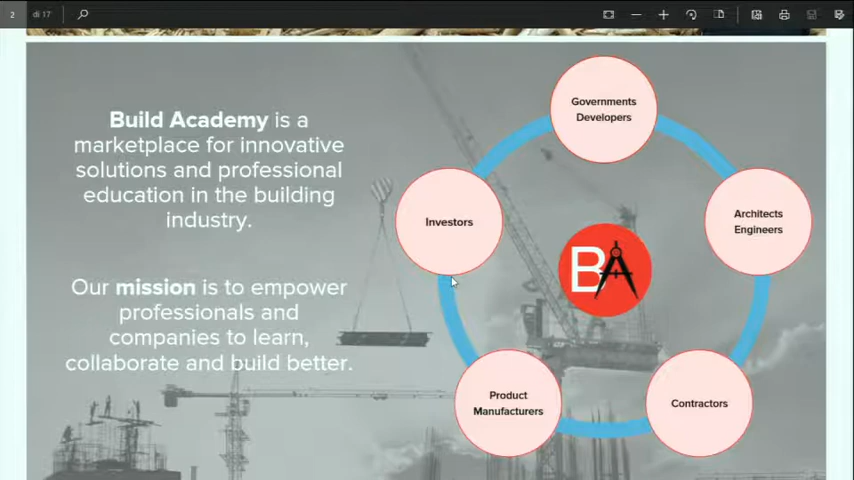 2 di 17
Build Academy is a
marketplace for innovative
solutions and professional
education in the building
industry.
Our mission is to empower
professionals and
companies to learn,
collaborate and build better.
Governments
Developers
Investors
Architects
Engineers
BA
Product
Manufacturers
Contractors